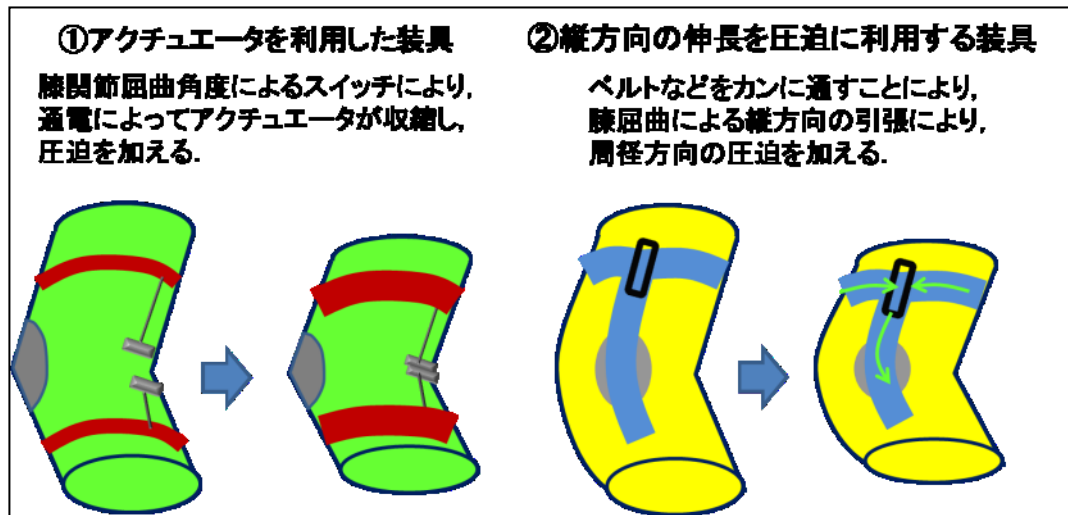 ①アクチュエータを利用した装具
膝関節屈曲角度によるスイッチにより,
通電によってアクチュエータが収縮し,
圧迫を加える.
②縦方向の伸長を圧迫に利用する装具
ベルトなどをカンに通すことにより,
膝屈曲による縦方向の引張により,
周径方向の圧迫を加える.